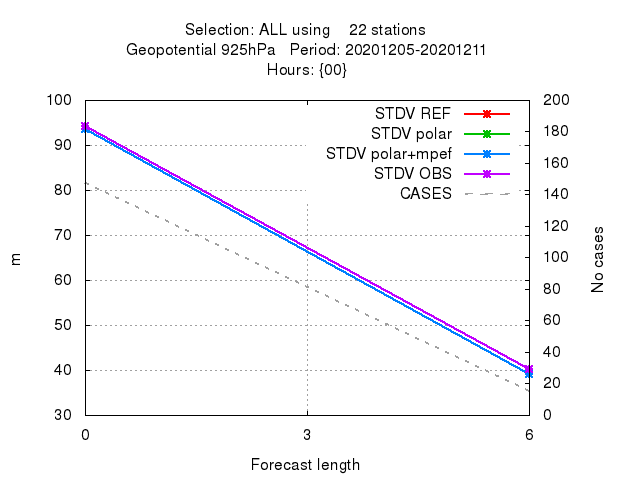 Selection: ALL using    22 stations
Geopotential 925hPa   Period: 20201205-20201211
Hours: {00}
STDV REF
STDV polar
STDV polar+mpef
STDV OBS
CASES
100
90
80
70
60
50
40
30
m
200
180
160
140
120
100
80
60
40
20
0
No cases
0
3
6
Forecast length